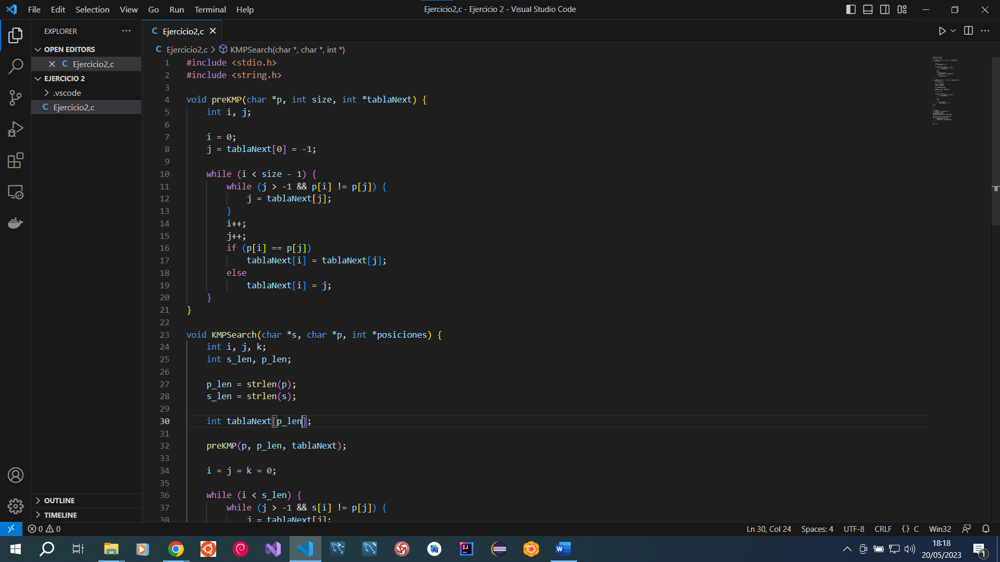 File Edit Selection View Go Run Terminal Help
Ejercicio2,c - Ejercicio 2 - Visual Studio Code
EXPLORER
OPEN EDITORS
C Ejercicio2,c
EJERCICIO 2
.vscode
C Ejercicio2,c
OUTLINE
TIMELINE
C Ejercicio2,c
C Ejercicio2,c > KMPSearch(char *, char *, int *)
1 #include <stdio.h>
2 #include <string.h>
3
4 void preKMP(char *p, int size, int *tablaNext) {
5     int i, j;
6
7     i = 0;
8     j = tablaNext[0] = -1;
9
10     while (i < size - 1) {
11         while (j > -1 && p[i] != p[j]) {
12             j = tablaNext[j];
13         }
14         i++;
15         j++;
16         if (p[i] == p[j])
17             tablaNext[i] = tablaNext[j];
18         else
19             tablaNext[i] = j;
20     }
21 }
22
23 void KMPSearch(char *s, char *p, int *posiciones) {
24     int i, j, k;
25     int s_len, p_len;
26
27     p_len = strlen(p);
28     s_len = strlen(s);
29
30     int tablaNext[p_len];
31
32     preKMP(p, p_len, tablaNext);
33
34     i = j = k = 0;
35
36     while (i < s_len) {
37         while (j > -1 && s[i] != p[j]) {
38             j = tablaNext[j];
0 0
Ln 30, Col 24 Spaces: 4 UTF-8 CRLF {} C Win32
18:18
20/05/2023
1